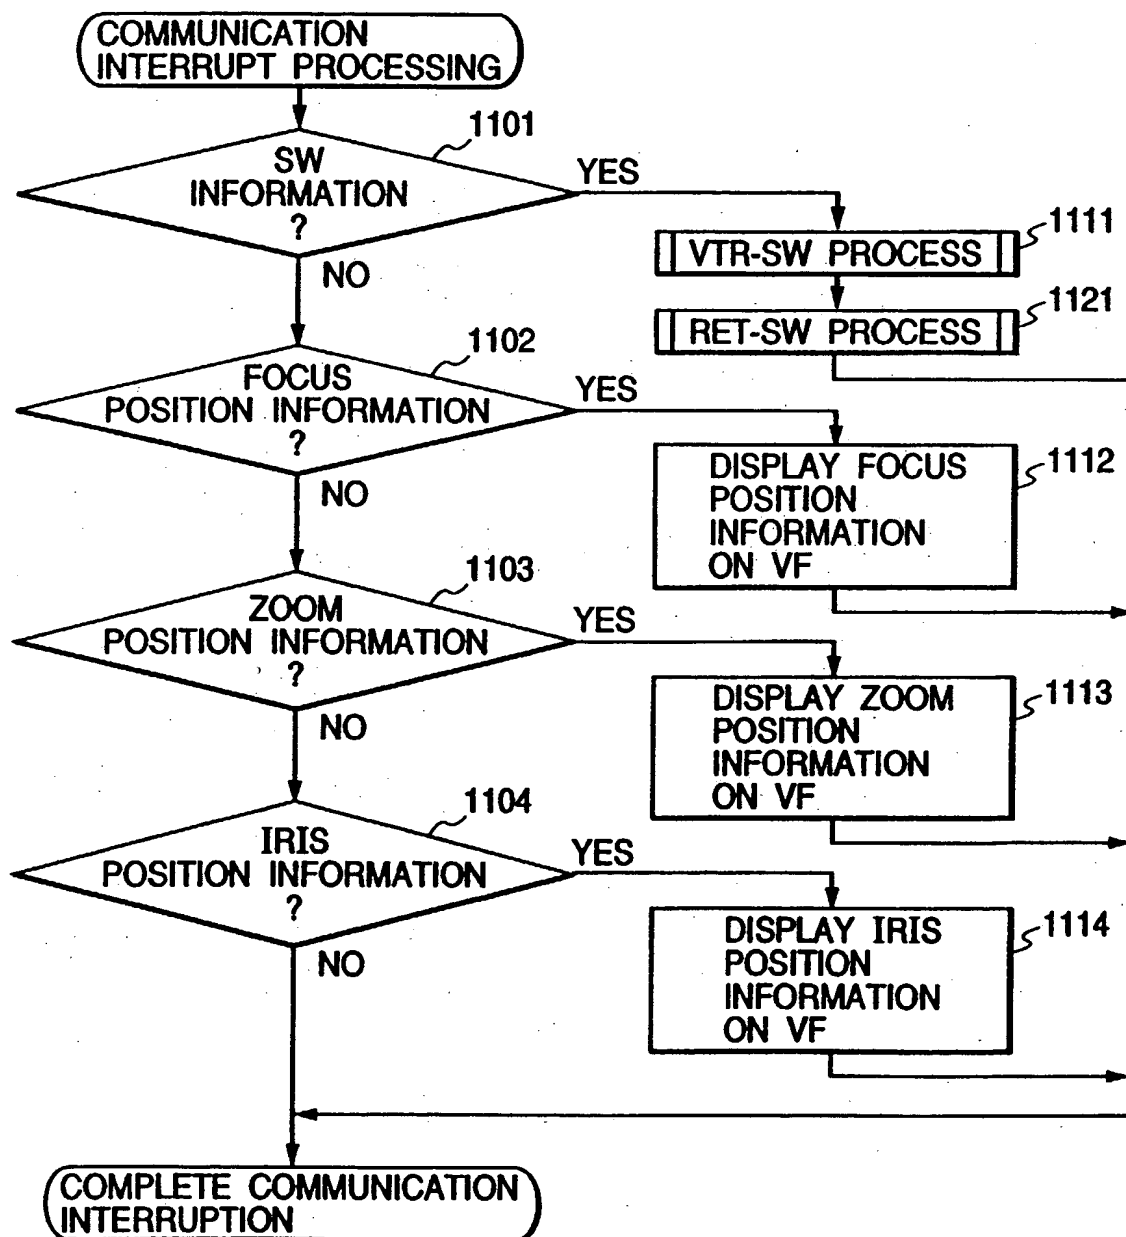 COMMUNICATION
INTERRUPT PROCESSING
1101
SW
INFORMATION
?
YES
NO
1111
VTR-SW PROCESS
1121
RET-SW PROCESS
1102
FOCUS
POSITION INFORMATION
?
YES
NO
1112
DISPLAY FOCUS
POSITION
INFORMATION
ON VF
1103
ZOOM
POSITION INFORMATION
?
YES
NO
1113
DISPLAY ZOOM
POSITION
INFORMATION
ON VF
1104
IRIS
POSITION INFORMATION
?
YES
NO
1114
DISPLAY IRIS
POSITION
INFORMATION
ON VF
COMPLETE COMMUNICATION
INTERRUPTION